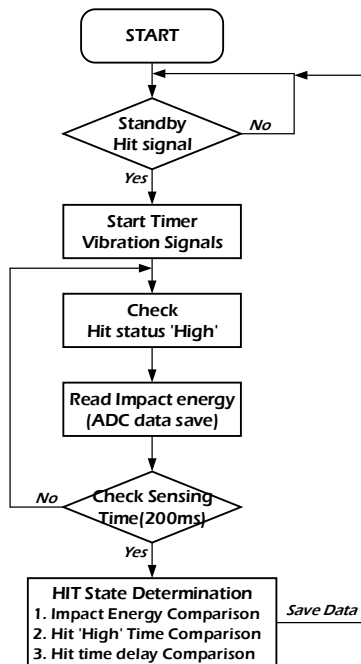 START
Standby
Hit signal
No
Yes
Start Timer
Vibration Signals
Check
Hit status 'High'
Read Impact energy
(ADC data save)
No
Check Sensing
Time(200ms)
Yes
HIT State Determination
1. Impact Energy Comparison
2. Hit 'High' Time Comparison
3. Hit time delay Comparison
Save Data